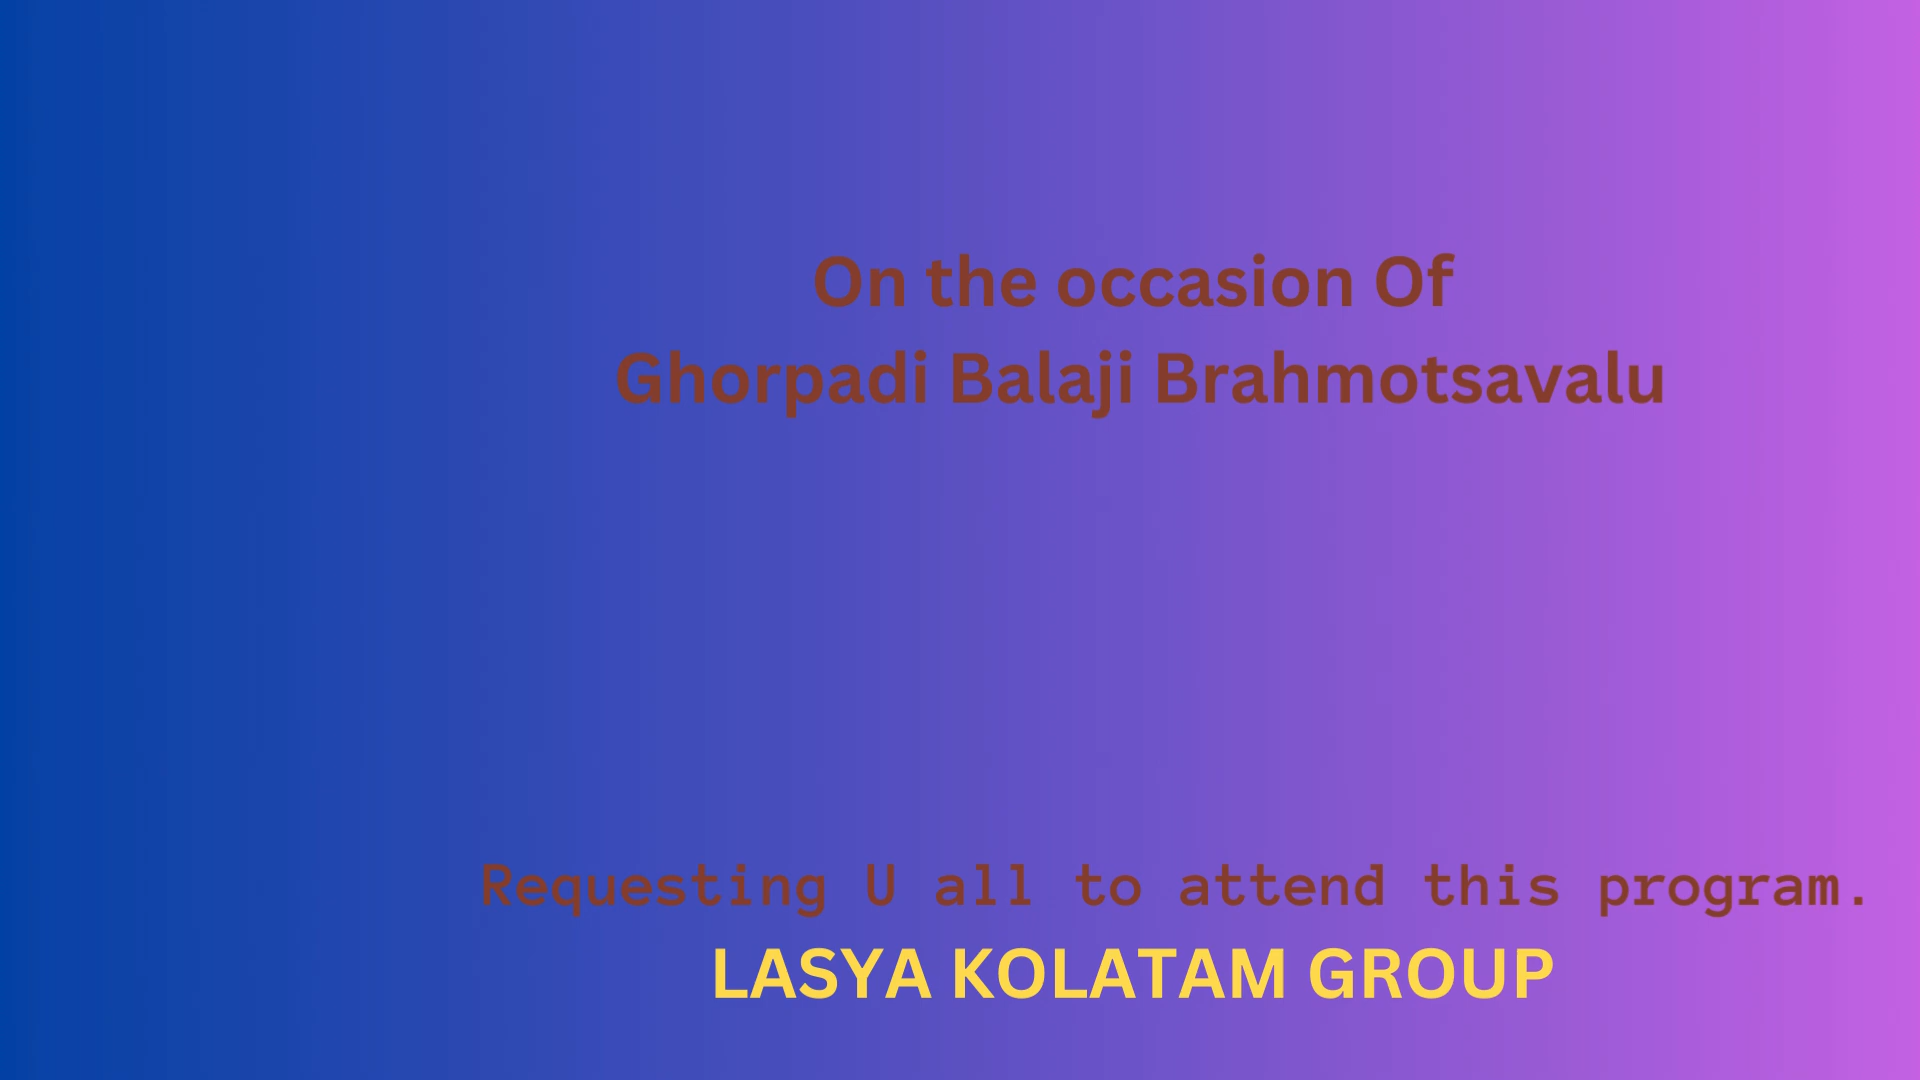 On the occasion Of
Ghorpadi Balaji Brahmotsavalu
Requesting U all to attend this program.
LASYA KOLATAM GROUP